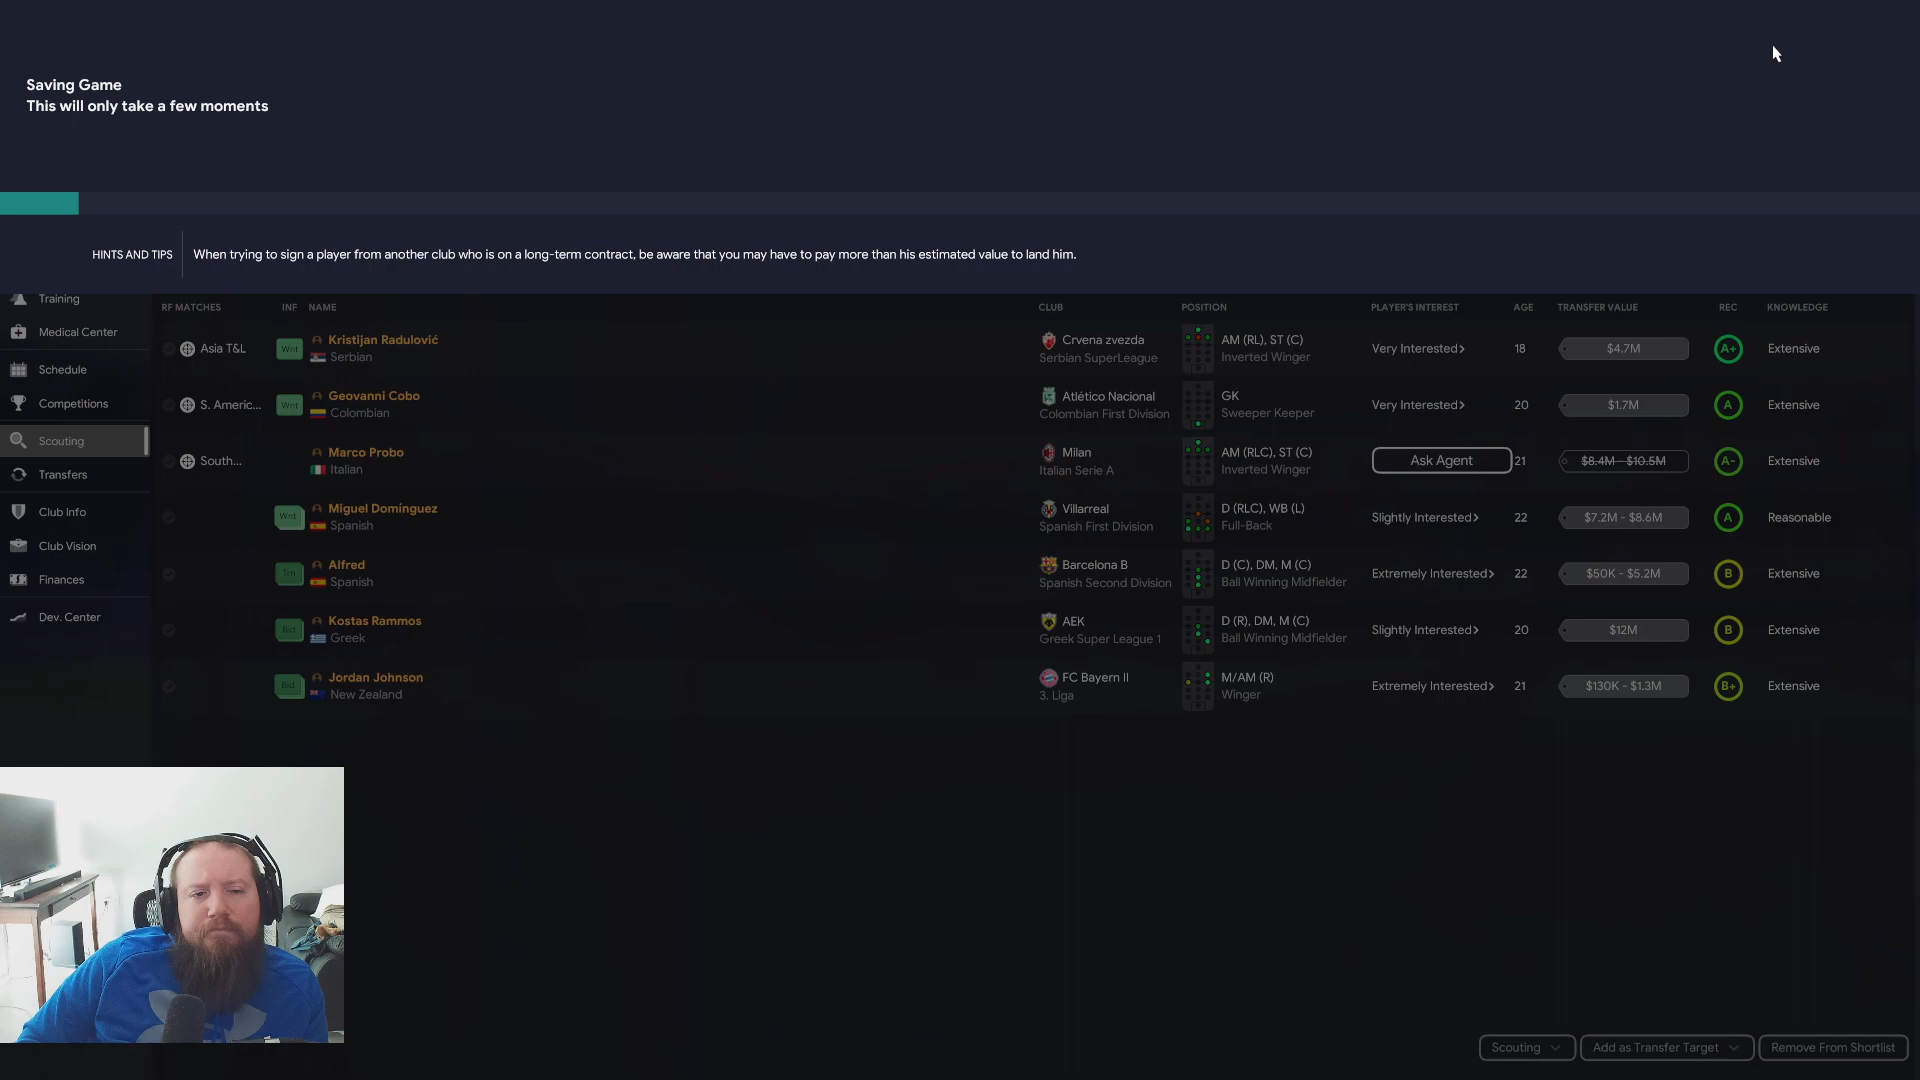 Saving Game
This will only take a few moments
HINTS AND TIPS
When trying to sign a player from another club who is on a long-term contract, be aware that you may have to pay more than his estimated value to land him.
Training
Medical Center
Schedule
Competitions
Scouting
Transfers
Club Info
Club Vision
Finances
Dev. Center
RF MATCHES INF NAME CLUB POSITION PLAYER'S INTEREST AGE TRANSFER VALUE REC KNOWLEDGE
Asia T&L Wnt Kristijan Radulović Crvena zvezda AM (RL), ST (C) Very Interested> 18 $4.7M A+ Extensive
Serbian Serbian SuperLeague Inverted Winger
S. Americ... Wnt Geovanni Cobo Atlético Nacional GK Very Interested> 20 $1.7M A Extensive
Colombian Colombian First Division Sweeper Keeper
South... Marco Probo Milan AM (RLC), ST (C) Ask Agent 21 $8.4M - $10.5M A- Extensive
Italian Italian Serie A Inverted Winger
Wnt Miguel Domínguez Villarreal D (RLC), WB (L) Slightly Interested> 22 $7.2M - $8.6M A Reasonable
Spanish Spanish First Division Full-Back
Trn Alfred Barcelona B D (C), DM, M (C) Extremely Interested> 22 $50K - $5.2M B Extensive
Spanish Spanish Second Division Ball Winning Midfielder
Bid Kostas Rammos AEK D (R), DM, M (C) Slightly Interested> 20 $12M B Extensive
Greek Greek Super League 1 Ball Winning Midfielder
Bid Jordan Johnson FC Bayern II M/AM (R) Extremely Interested> 21 $130K - $1.3M B+ Extensive
New Zealand 3. Liga Winger
Scouting Add as Transfer Target Remove From Shortlist